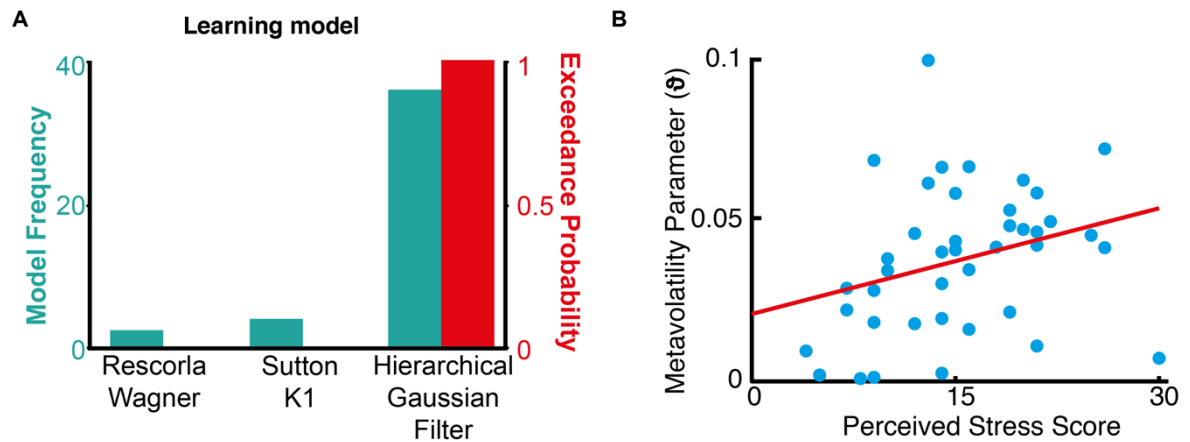 A
Learning model
Model Frequency
40
20
0
Exceedance Probability
1
0.5
0
Rescorla
Wagner
Sutton
K1
Hierarchical
Gaussian
Filter
B
Metavolatility Parameter (ϑ)
0.1
0.05
0
0
15
30
Perceived Stress Score